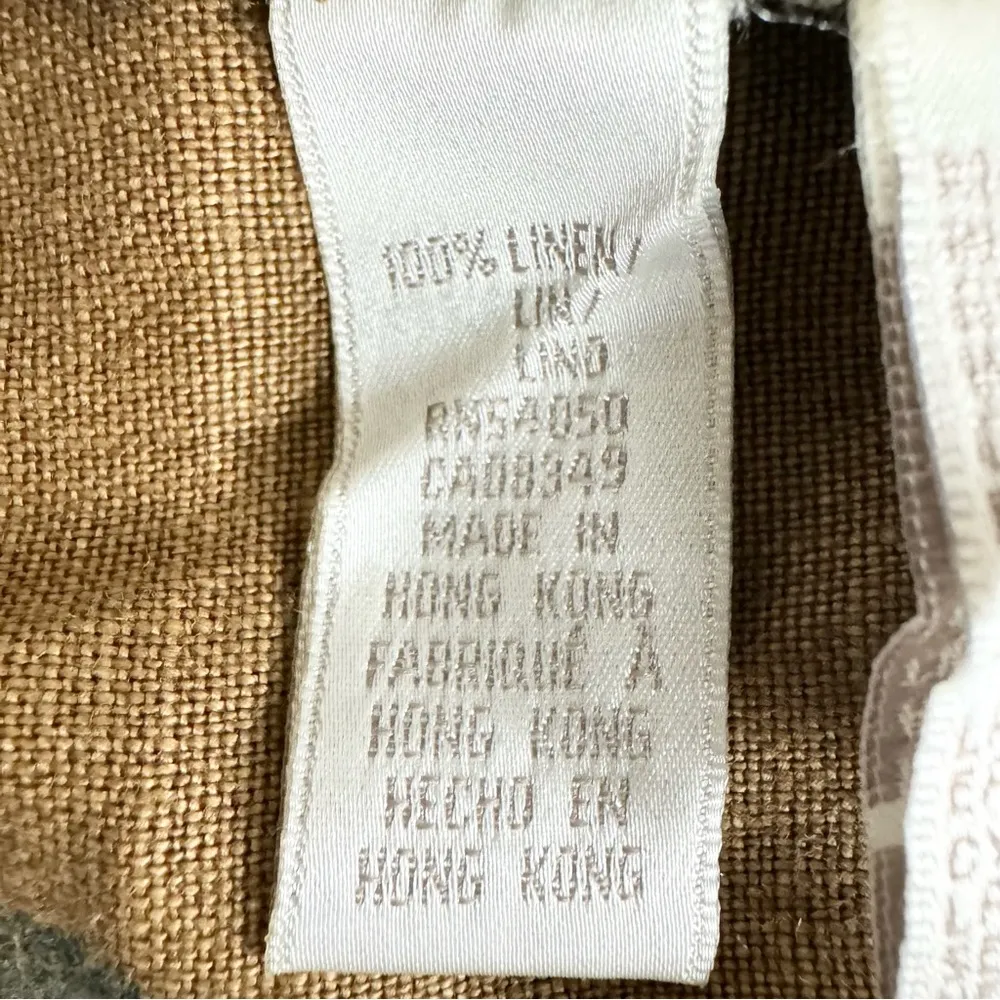 100% LINEN/
LIN/
LINO
RN54050
CA08349
MADE IN
HONG KONG
FABRIQUÉ À
HONG KONG
HECHO EN
HONG KONG